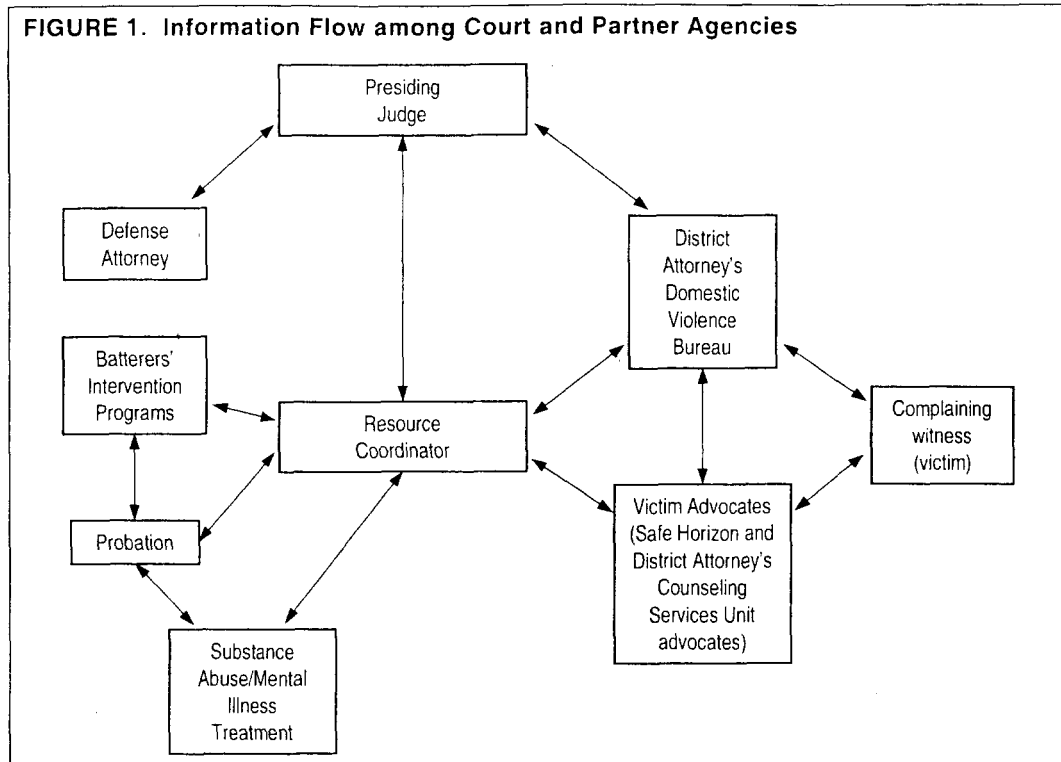 FIGURE 1. Information Flow among Court and Partner Agencies
Presiding
Judge
Defense
Attorney
District
Attorney's
Domestic
Violence
Bureau
Batterers'
Intervention
Programs
Resource
Coordinator
Complaining
witness
(victim)
Probation
Victim Advocates
(Safe Horizon and
District Attorney's
Counseling
Services Unit
advocates)
Substance
Abuse/Mental
Illness
Treatment